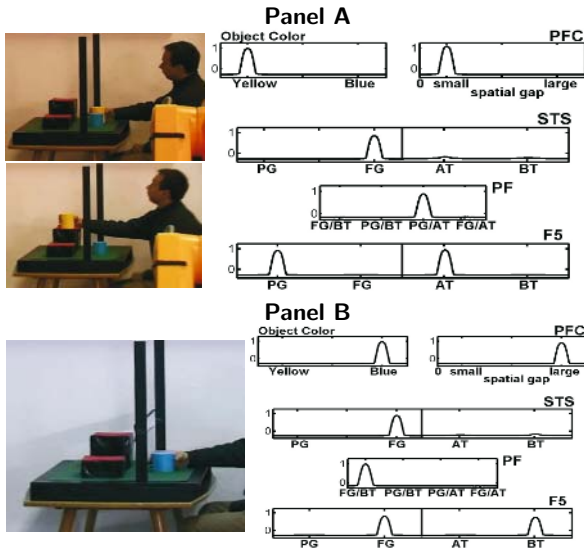 Panel A
Object Color PFC
1
0
Yellow Blue 0 small large
spatial gap
STS
1
0
PG FG AT BT
PF
1
0
FG/BT PG/BT PG/AT FG/AT
F5
1
0
PG FG AT BT
Panel B
Object Color PFC
1
0
Yellow Blue 0 small large
spatial gap
STS
1
0
PG FG AT BT
PF
1
0
FG/BT PG/BT PG/AT FG/AT
F5
1
0
PG FG AT BT